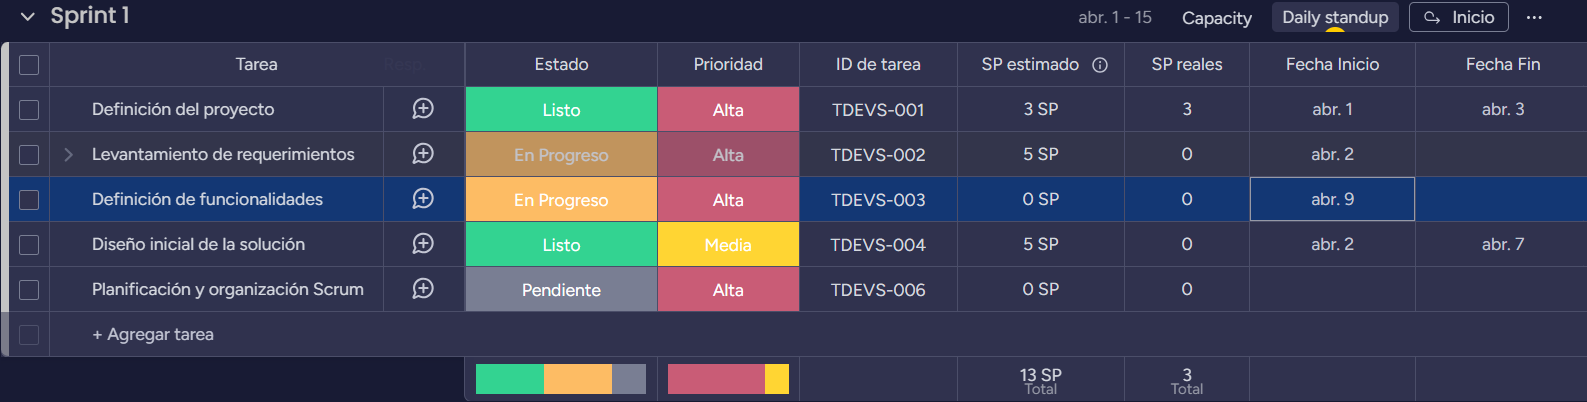 Sprint 1 abr. 1 - 15 Capacity Daily standup Inicio ...
Tarea Resp. Estado Prioridad ID de tarea SP estimado SP reales Fecha Inicio Fecha Fin
Definición del proyecto Listo Alta TDEVS-001 3 SP 3 abr. 1 abr. 3
Levantamiento de requerimientos En Progreso Alta TDEVS-002 5 SP 0 abr. 2
Definición de funcionalidades En Progreso Alta TDEVS-003 0 SP 0 abr. 9
Diseño inicial de la solución Listo Media TDEVS-004 5 SP 0 abr. 2 abr. 7
Planificación y organización Scrum Pendiente Alta TDEVS-006 0 SP 0
+ Agregar tarea
13 SP 3
Total Total